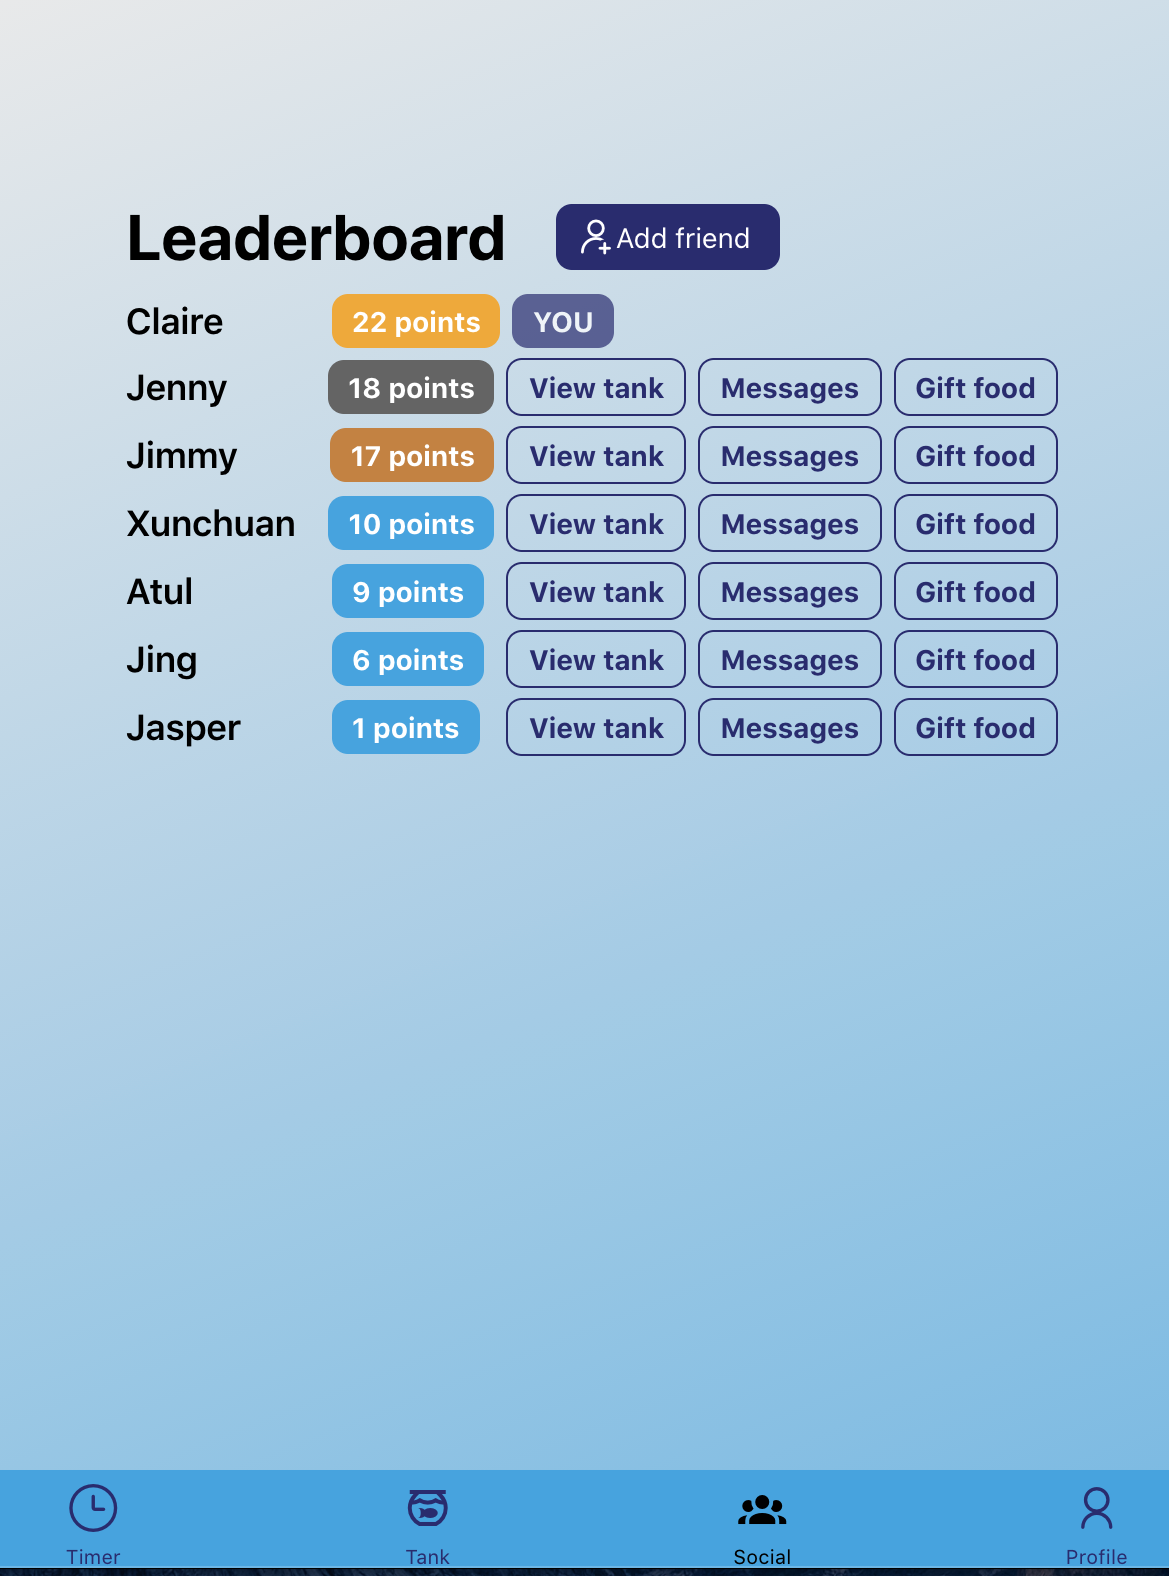 Leaderboard Add friend
Claire 22 points YOU
Jenny 18 points View tank Messages Gift food
Jimmy 17 points View tank Messages Gift food
Xunchuan 10 points View tank Messages Gift food
Atul 9 points View tank Messages Gift food
Jing 6 points View tank Messages Gift food
Jasper 1 points View tank Messages Gift food
Timer Tank Social Profile